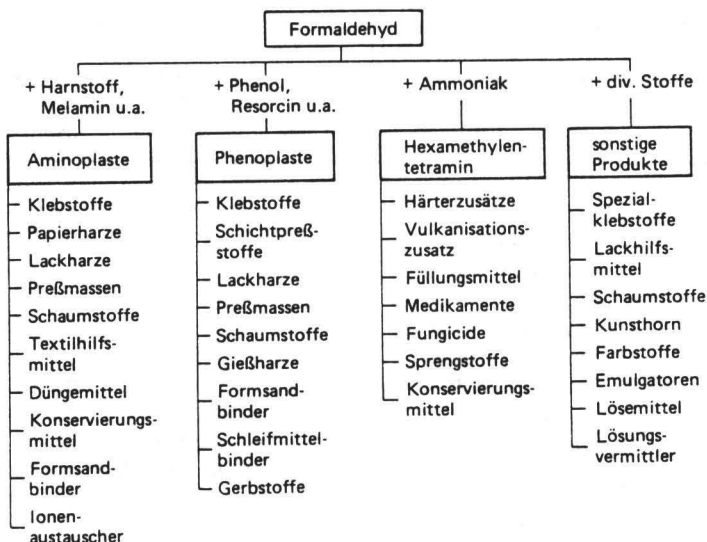 Formaldehyd
+ Harnstoff,
Melamin u.a.
+ Phenol,
Resorcin u.a.
+ Ammoniak
+ div. Stoffe
Aminoplaste
Klebstoffe
Papierharze
Lackharze
Preßmassen
Schaumstoffe
Textilhilfs-
mittel
Düngemittel
Konservierungs-
mittel
Formsand-
binder
Ionen-
austauscher
Phenoplaste
Klebstoffe
Schichtpreß-
stoffe
Lackharze
Preßmassen
Schaumstoffe
Gießharze
Formsand-
binder
Schleifmittel-
binder
Gerbstoffe
Hexamethylen-
tetramin
Härterzusätze
Vulkanisations-
zusatz
Füllungsmittel
Medikamente
Fungicide
Sprengstoffe
Konservierungs-
mittel
sonstige
Produkte
Spezial-
klebstoffe
Lackhilfs-
mittel
Schaumstoffe
Kunsthorn
Farbstoffe
Emulgatoren
Lösemittel
Lösungs-
vermittler